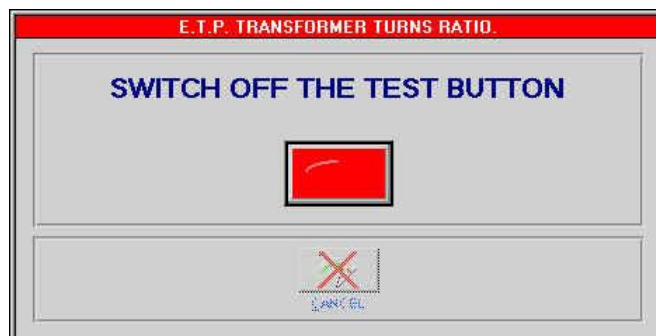 E.T.P. TRANSFORMER TURNS RATIO.
SWITCH OFF THE TEST BUTTON
CANCEL